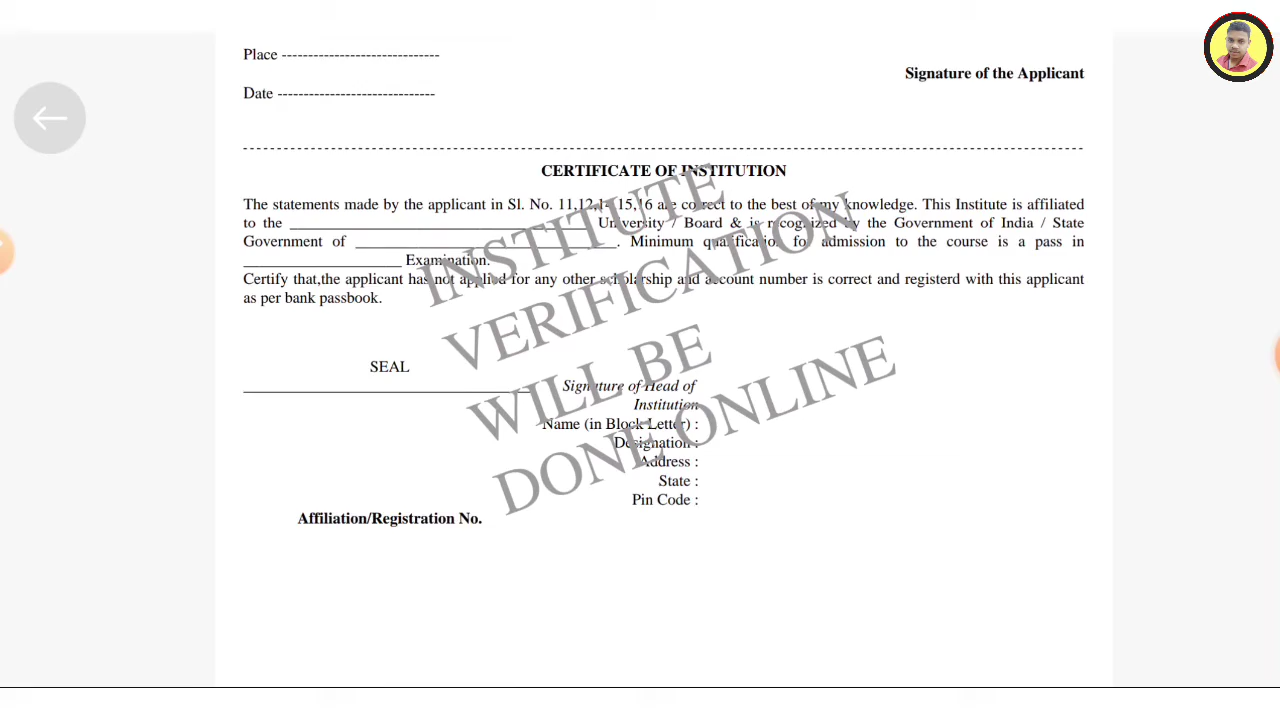 Place ------------------------------
Signature of the Applicant
Date ------------------------------
CERTIFICATE OF INSTITUTION
The statements made by the applicant in Sl. No. 11,12,14,15,16 are correct to the best of my knowledge. This Institute is affiliated
to the ______________________________________ University / Board & is recognized by the Government of India / State
Government of _________________________________. Minimum qualification for admission to the course is a pass in
____________________ Examination.
Certify that,the applicant has not applied for any other scholarship and account number is correct and registerd with this applicant
as per bank passbook.
SEAL
Signature of Head of
Institution
Name (in Block Letter) :
Designation :
Address :
State :
Pin Code :
Affiliation/Registration No.
INSTITUTE
VERIFICATION
WILL BE
DONE ONLINE